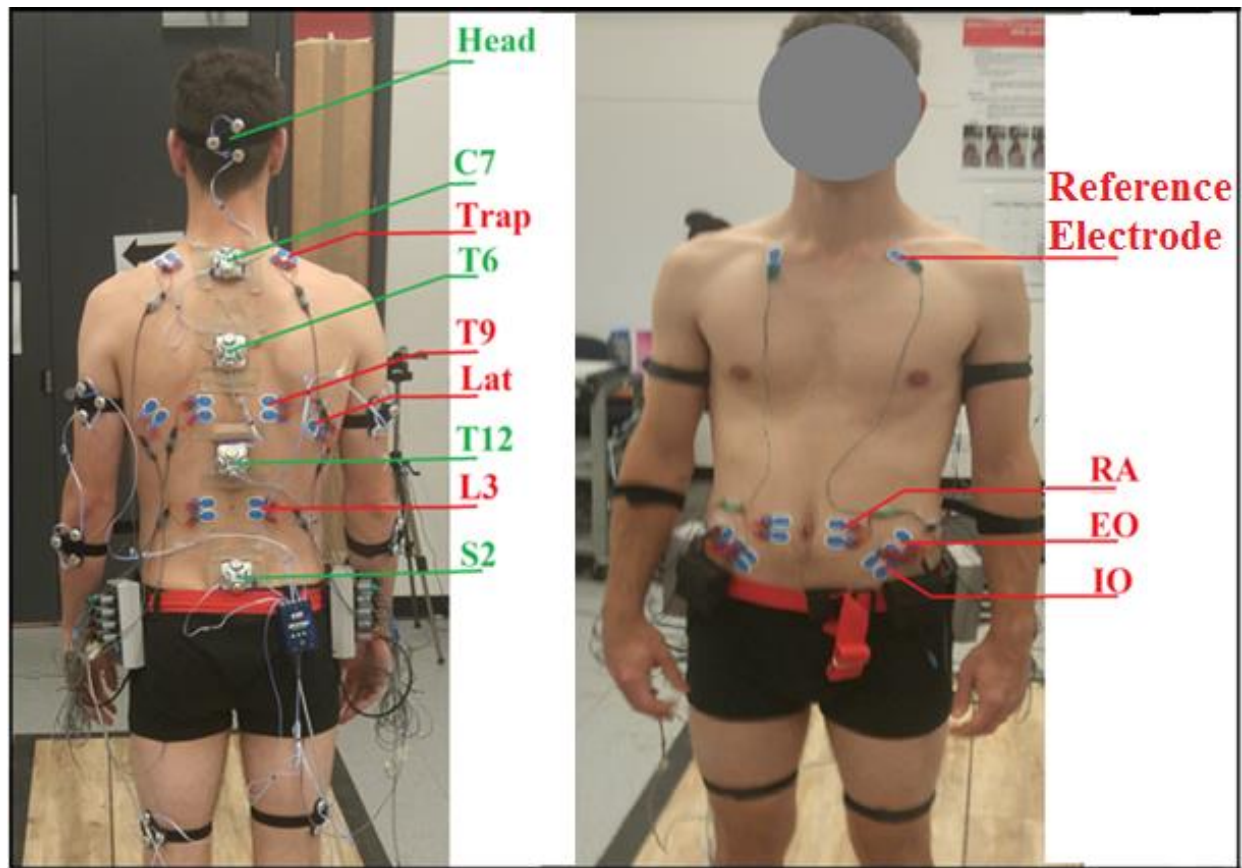 Head
C7
Trap
T6
T9
Lat
T12
L3
S2
Reference
Electrode
RA
EO
IO